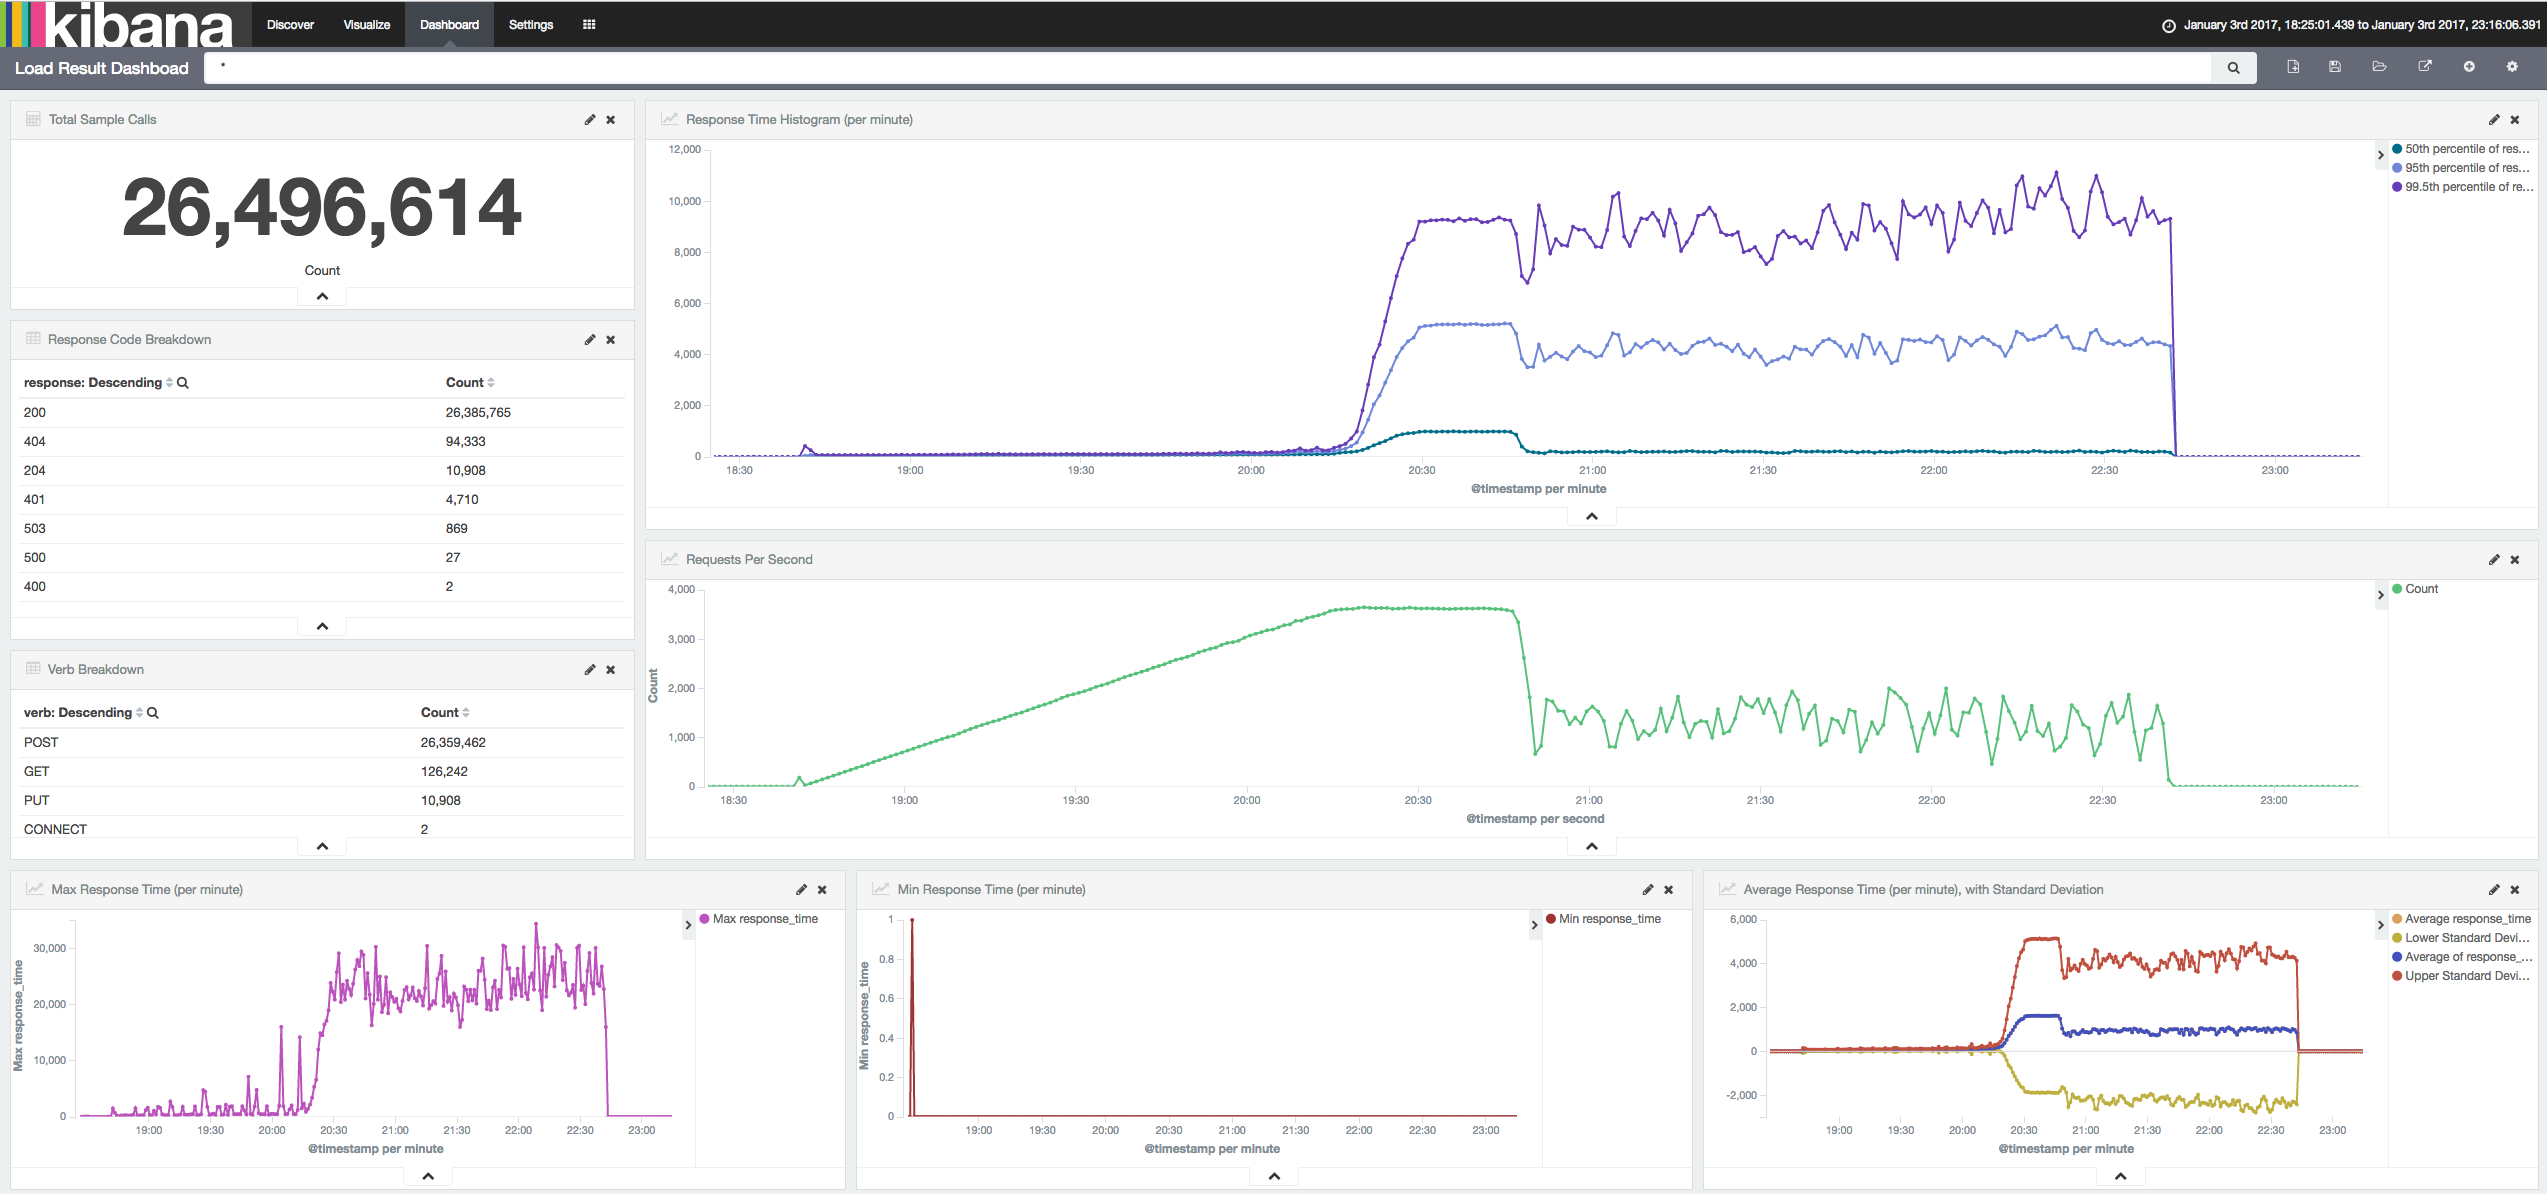 kibana
Discover Visualize Dashboard Settings
January 3rd 2017, 18:25:01.439 to January 3rd 2017, 23:16:06.391
Load Result Dashboad *
Total Sample Calls
26,496,614
Count
Response Code Breakdown
response: Descending Count
200 26,385,765
404 94,333
204 10,908
401 4,710
503 869
500 27
400 2
Verb Breakdown
verb: Descending Count
POST 26,359,462
GET 126,242
PUT 10,908
CONNECT 2
Response Time Histogram (per minute)
12,000
10,000
8,000
6,000
4,000
2,000
0
18:30 19:00 19:30 20:00 20:30 21:00 21:30 22:00 22:30 23:00
@timestamp per minute
50th percentile of res...
95th percentile of res...
99.5th percentile of re...
Requests Per Second
4,000
3,000
2,000
1,000
0
Count
18:30 19:00 19:30 20:00 20:30 21:00 21:30 22:00 22:30 23:00
@timestamp per second
Count
Max Response Time (per minute)
30,000
20,000
10,000
0
Max response_time
19:00 19:30 20:00 20:30 21:00 21:30 22:00 22:30 23:00
@timestamp per minute
Max response_time
Min Response Time (per minute)
1
0.8
0.6
0.4
0.2
0
Min response_time
19:00 19:30 20:00 20:30 21:00 21:30 22:00 22:30 23:00
@timestamp per minute
Min response_time
Average Response Time (per minute), with Standard Deviation
6,000
4,000
2,000
0
-2,000
19:00 19:30 20:00 20:30 21:00 21:30 22:00 22:30 23:00
@timestamp per minute
Average response_time
Lower Standard Devi...
Average of response_...
Upper Standard Devi...